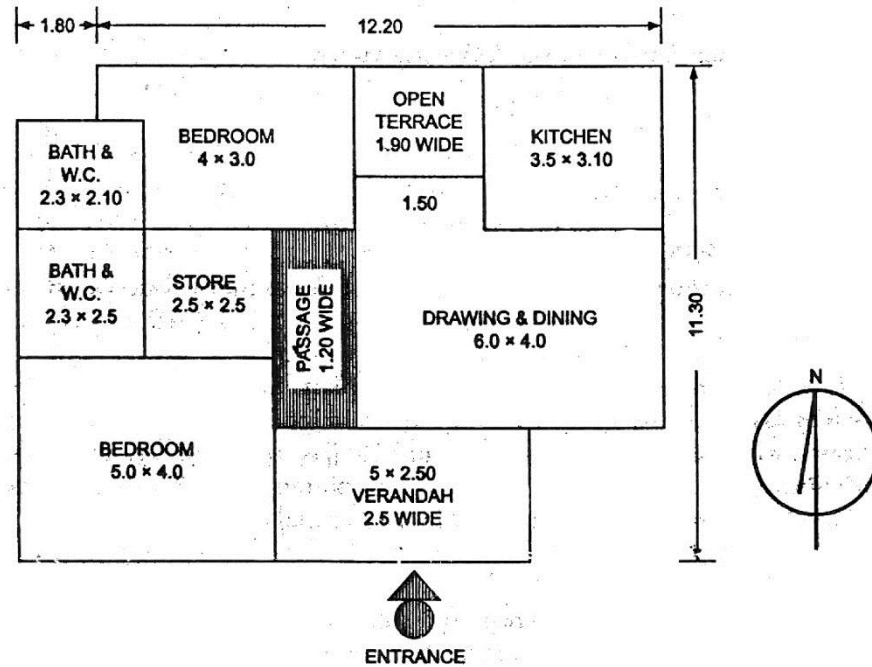 1.80
12.20
BEDROOM
4 × 3.0
OPEN
TERRACE
1.90 WIDE
KITCHEN
3.5 × 3.10
BATH &
W.C.
2.3 × 2.10
1.50
BATH &
W.C.
2.3 × 2.5
STORE
2.5 × 2.5
PASSAGE
1.20 WIDE
DRAWING & DINING
6.0 × 4.0
11.30
N
BEDROOM
5.0 × 4.0
5 × 2.50
VERANDAH
2.5 WIDE
ENTRANCE